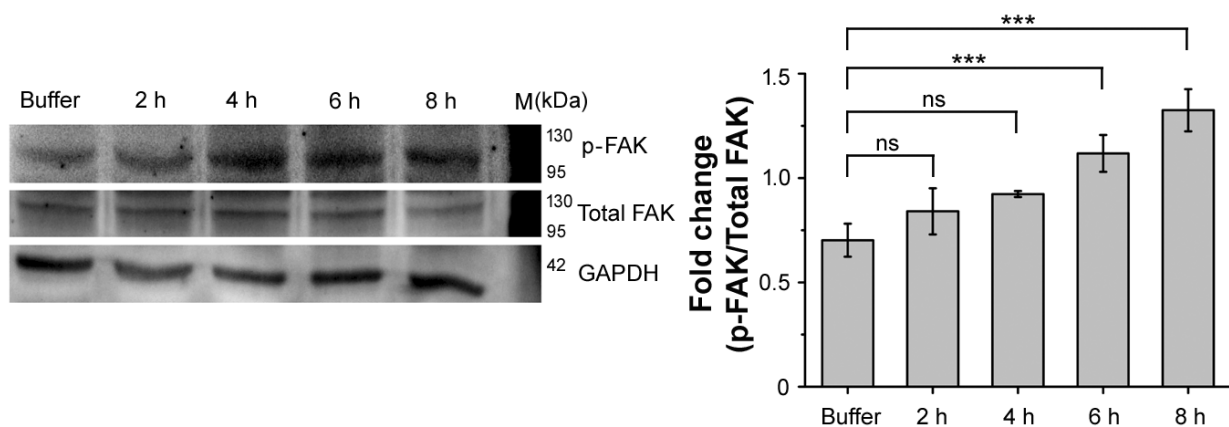 Buffer 2 h 4 h 6 h 8 h M(kDa)
130
p-FAK
95
130
Total FAK
95
42
GAPDH
Fold change
(p-FAK/Total FAK)
***
***
ns
ns
1.5
1.0
0.5
0
Buffer 2 h 4 h 6 h 8 h